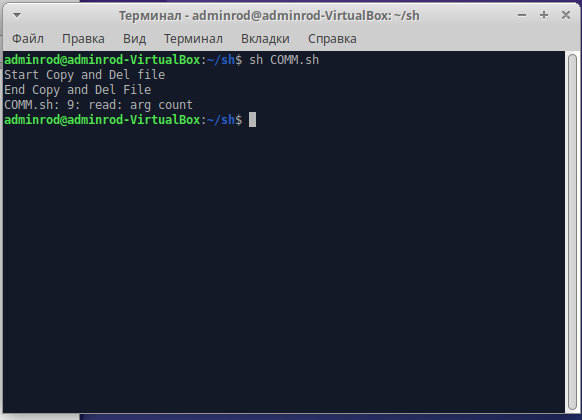 Терминал - adminrod@adminrod-VirtualBox: ~/sh
Файл Правка Вид Терминал Вкладки Справка
adminrod@adminrod-VirtualBox:~/sh$ sh COMM.sh
Start Copy and Del file
End Copy and Del File
COMM.sh: 9: read: arg count
adminrod@adminrod-VirtualBox:~/sh$